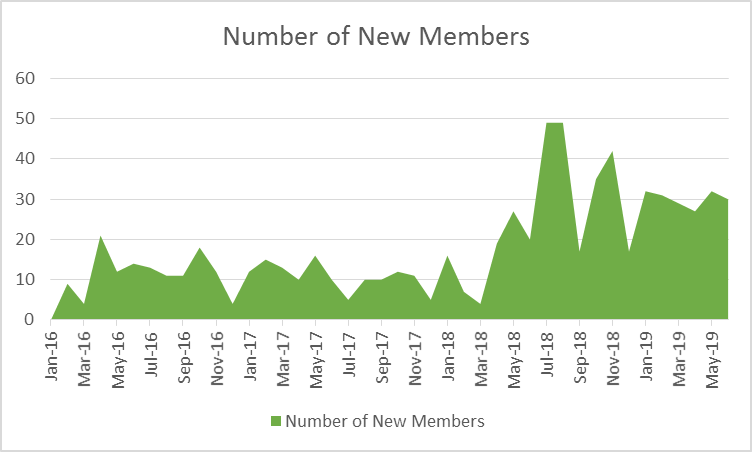 Number of New Members
60
50
40
30
20
10
0
Jan-16
Mar-16
May-16
Jul-16
Sep-16
Nov-16
Jan-17
Mar-17
May-17
Jul-17
Sep-17
Nov-17
Jan-18
Mar-18
May-18
Jul-18
Sep-18
Nov-18
Jan-19
Mar-19
May-19
Number of New Members